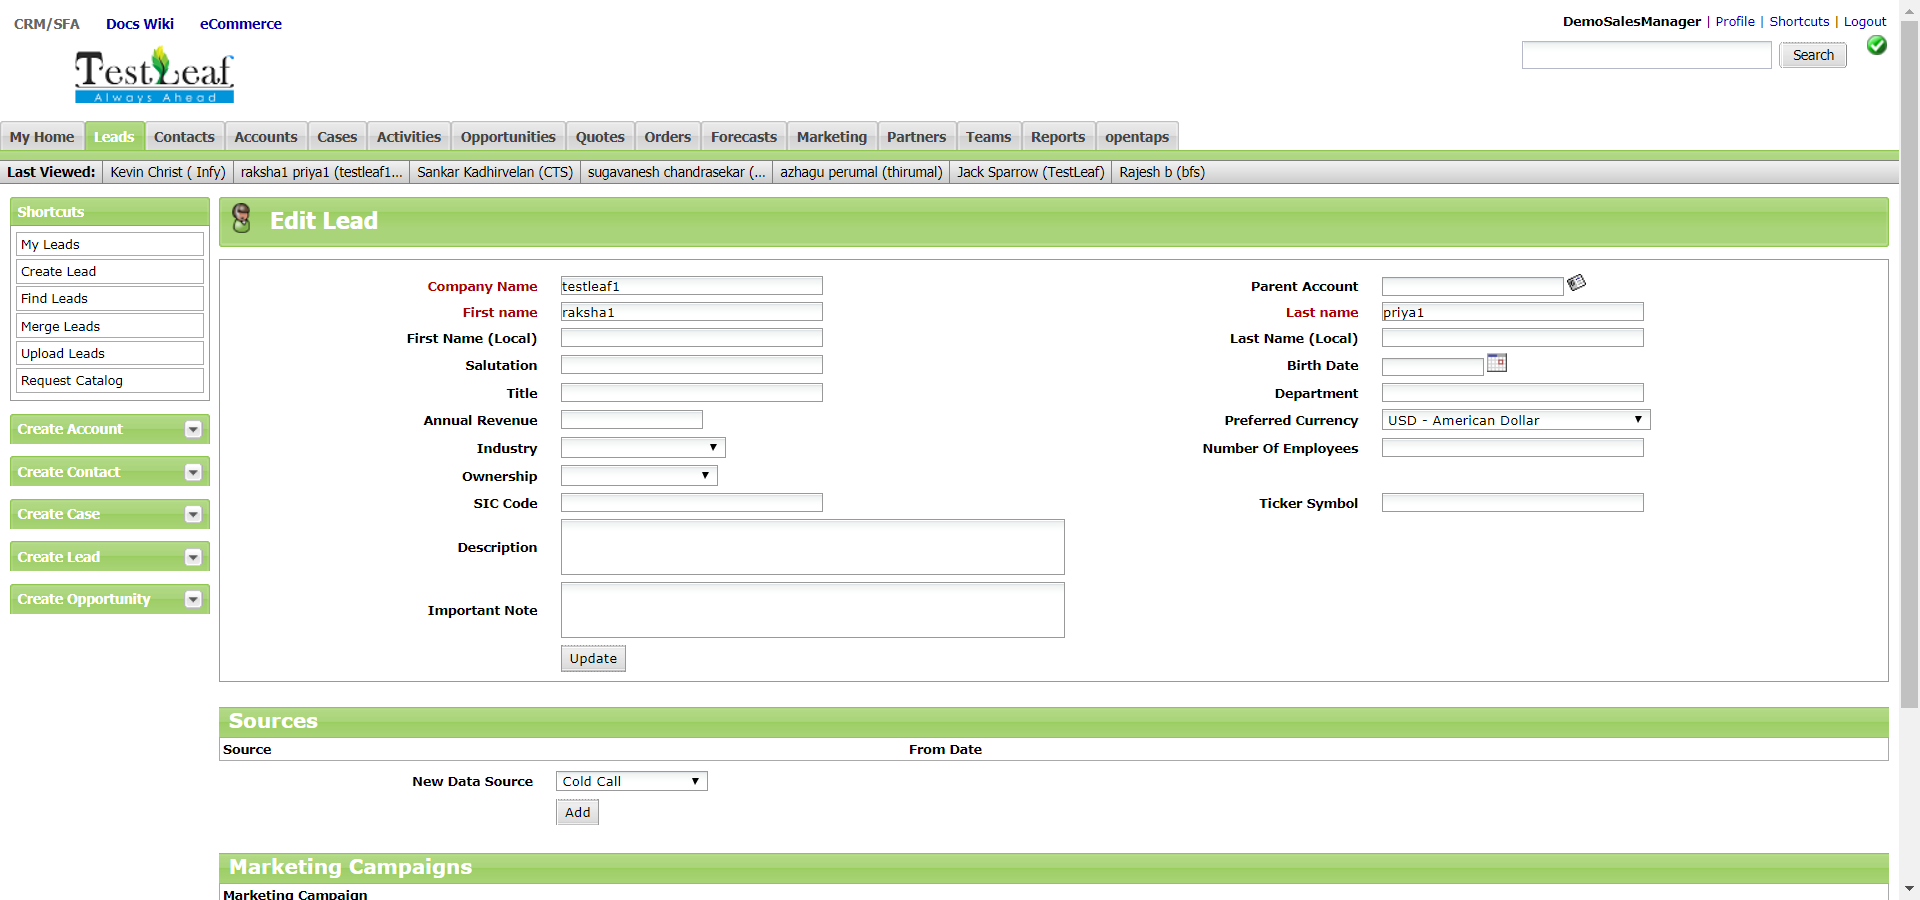 CRM/SFA Docs Wiki eCommerce
DemoSalesManager | Profile | Shortcuts | Logout
Search
TestLeaf
Always Ahead
My Home Leads Contacts Accounts Cases Activities Opportunities Quotes Orders Forecasts Marketing Partners Teams Reports opentaps
Last Viewed: Kevin Christ ( Infy) raksha1 priya1 (testleaf1... Sankar Kadhirvelan (CTS) sugavanesh chandrasekar (... azhagu perumal (thirumal) Jack Sparrow (TestLeaf) Rajesh b (bfs)
Shortcuts
My Leads
Create Lead
Find Leads
Merge Leads
Upload Leads
Request Catalog
Create Account
Create Contact
Create Case
Create Lead
Create Opportunity
Edit Lead
Company Name testleaf1 Parent Account
First name raksha1 Last name priya1
First Name (Local) Last Name (Local)
Salutation Birth Date
Title Department
Annual Revenue Preferred Currency USD - American Dollar
Industry Number Of Employees
Ownership
SIC Code Ticker Symbol
Description
Important Note
Update
Sources
Source From Date
New Data Source Cold Call
Add
Marketing Campaigns
Marketing Campaign